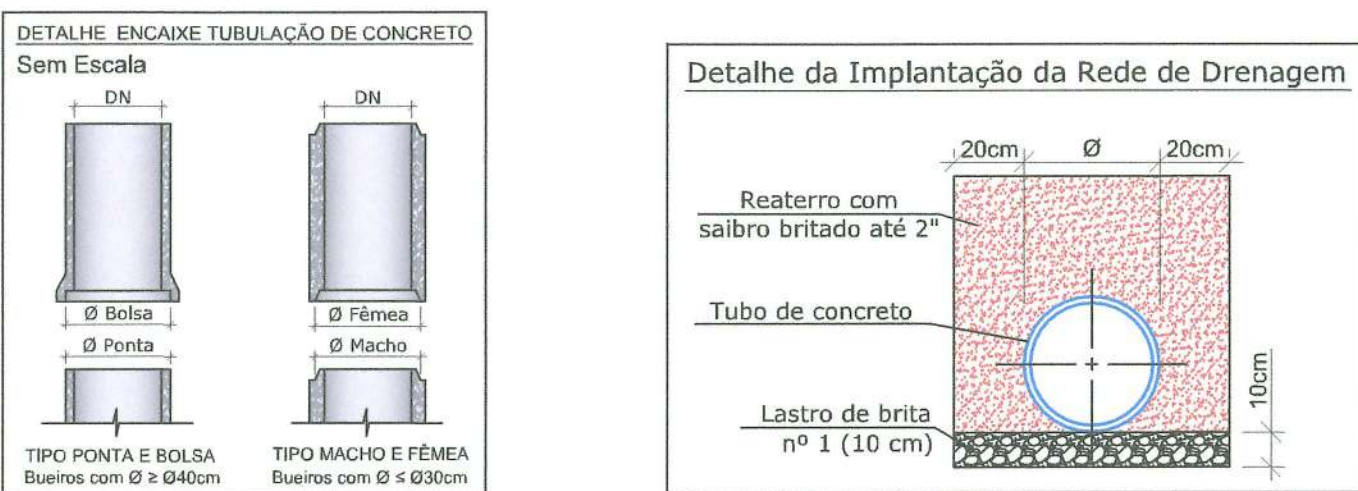 DETALHE ENCAIXE TUBULAÇÃO DE CONCRETO
Sem Escala
DN
DN
Ø Bolsa
Ø Fêmea
Ø Ponta
Ø Macho
TIPO PONTA E BOLSA
Bueiros com Ø ≥ Ø40cm
TIPO MACHO E FÊMEA
Bueiros com Ø ≤ Ø30cm
Detalhe da Implantação da Rede de Drenagem
20cm
Ø
20cm
Reaterro com
saibro britado até 2"
Tubo de concreto
Lastro de brita
nº 1 (10 cm)
10cm